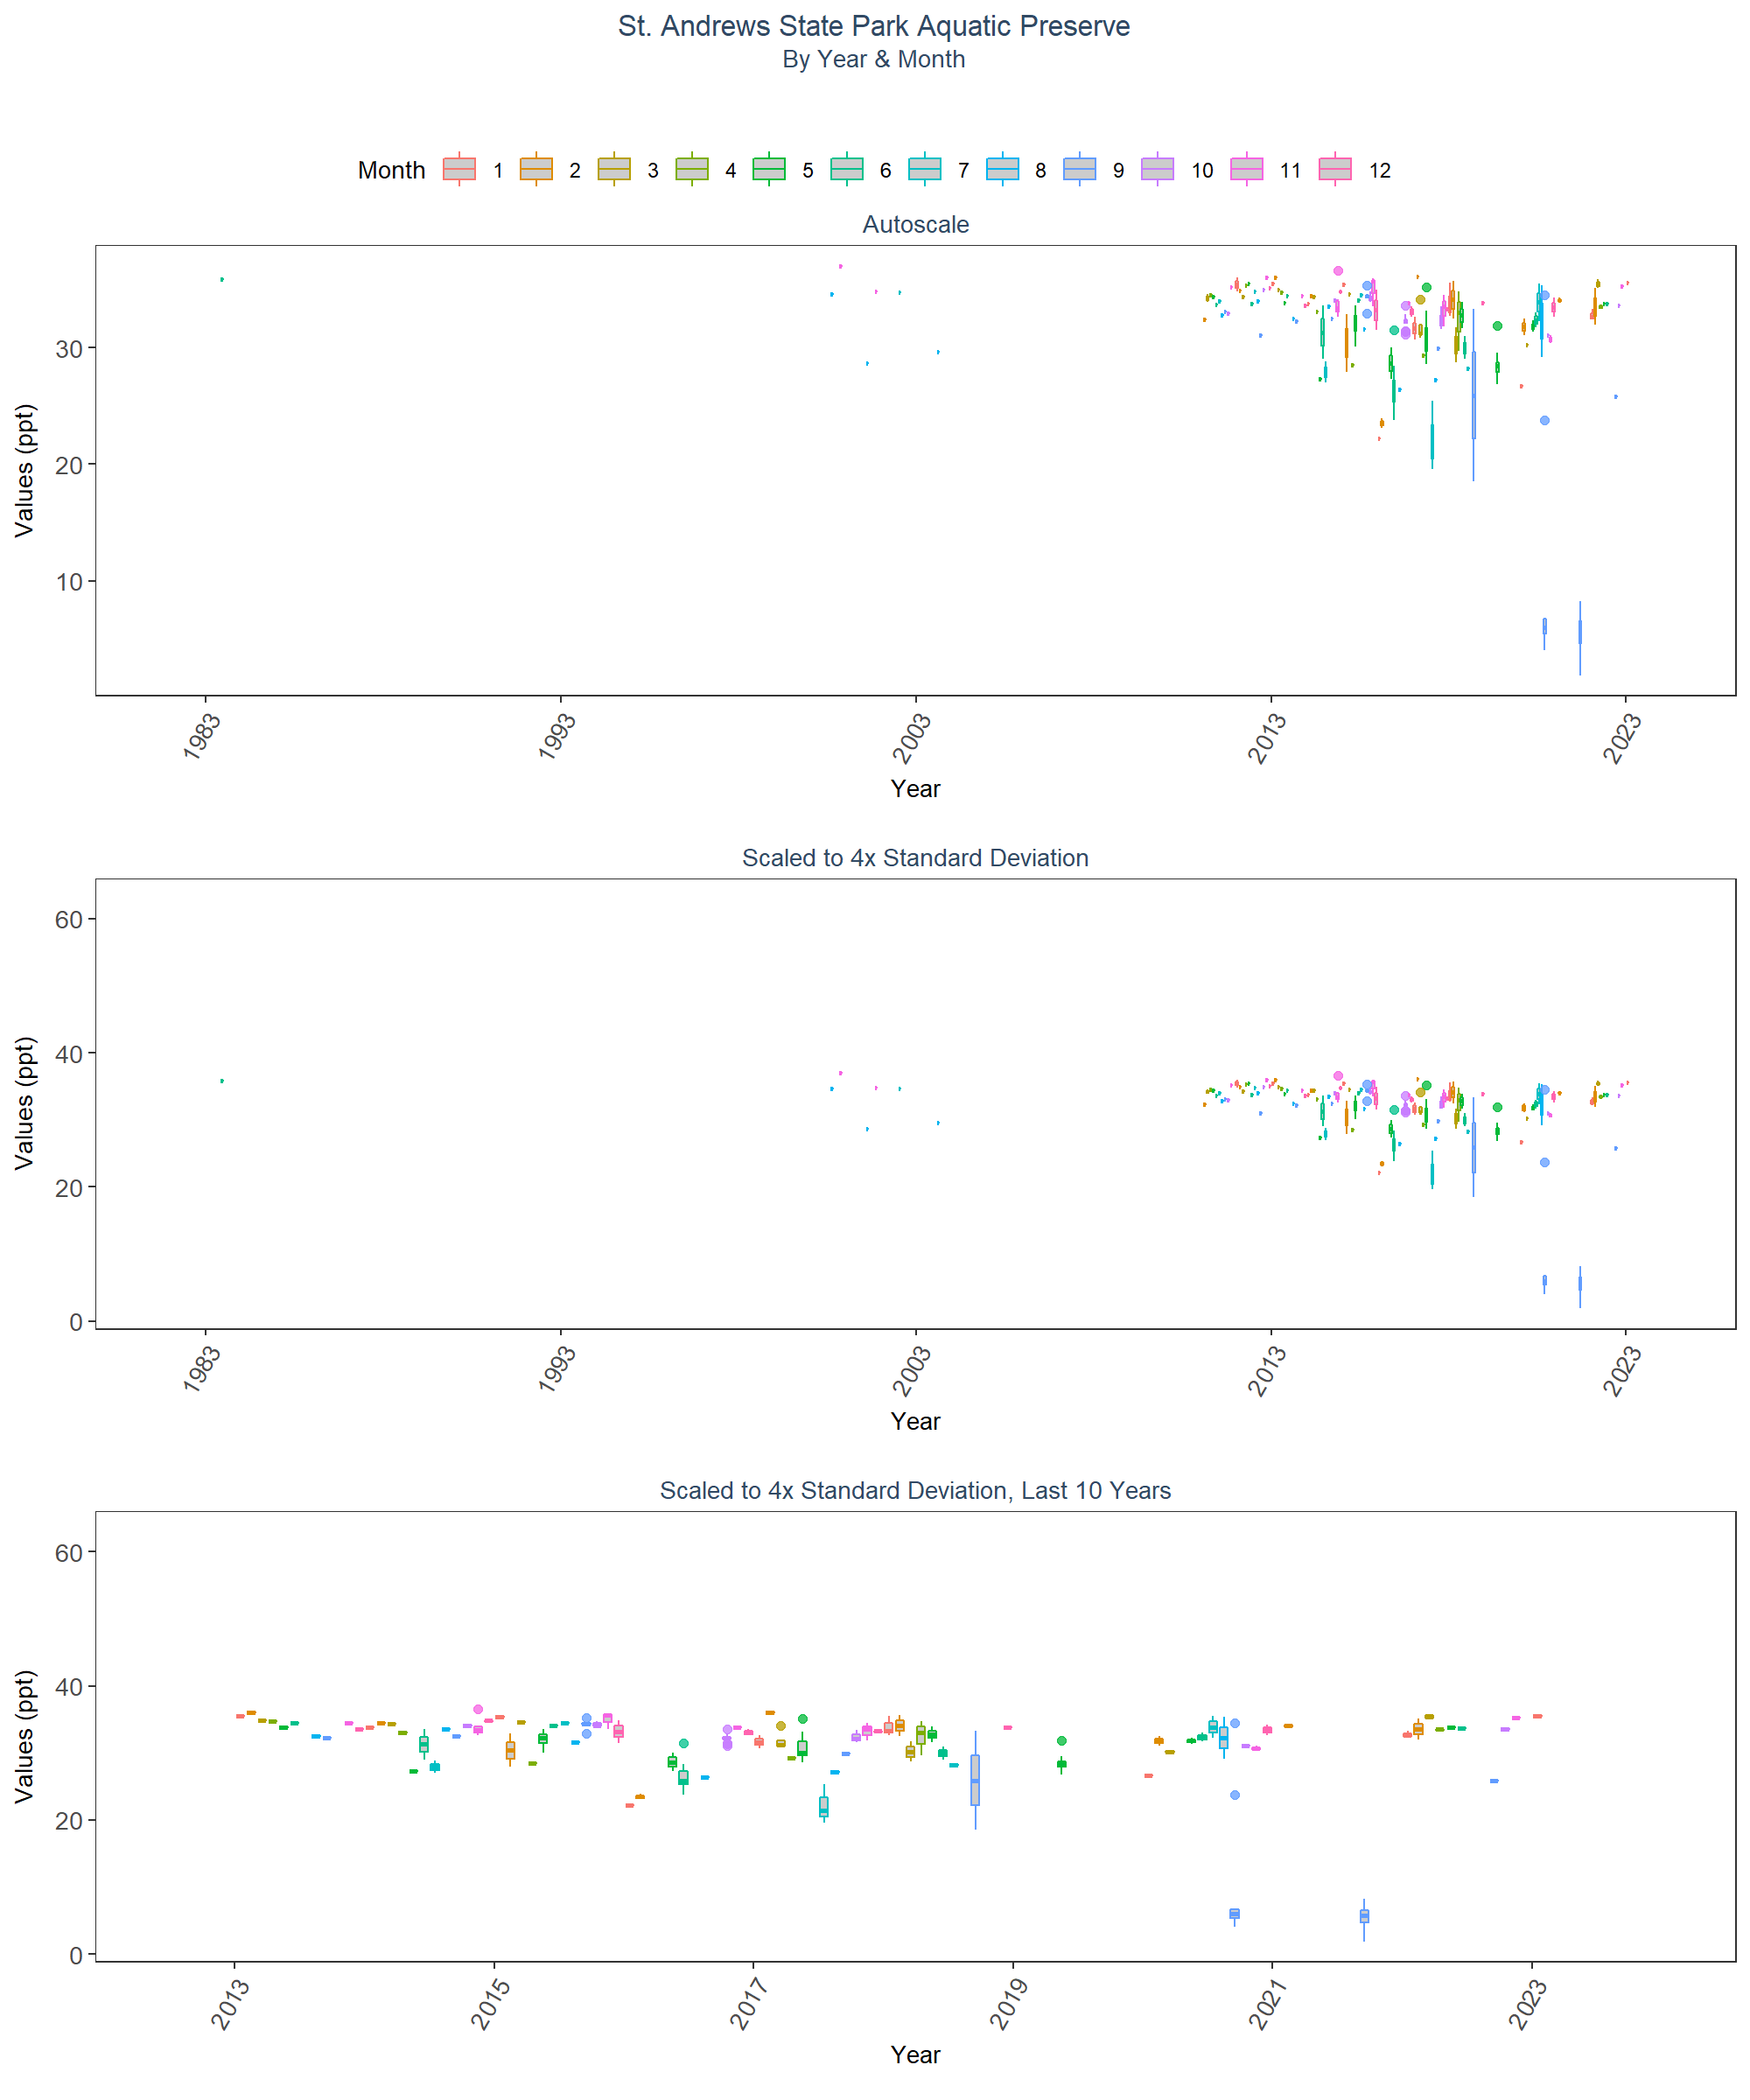 St. Andrews State Park Aquatic Preserve
By Year & Month
Month 1 2 3 4 5 6 7 8 9 10 11 12
Autoscale
Values (ppt)
30
20
10
1983 1993 2003 2013 2023
Year
Scaled to 4x Standard Deviation
Values (ppt)
60
40
20
0
1983 1993 2003 2013 2023
Year
Scaled to 4x Standard Deviation, Last 10 Years
Values (ppt)
60
40
20
0
2013 2015 2017 2019 2021 2023
Year